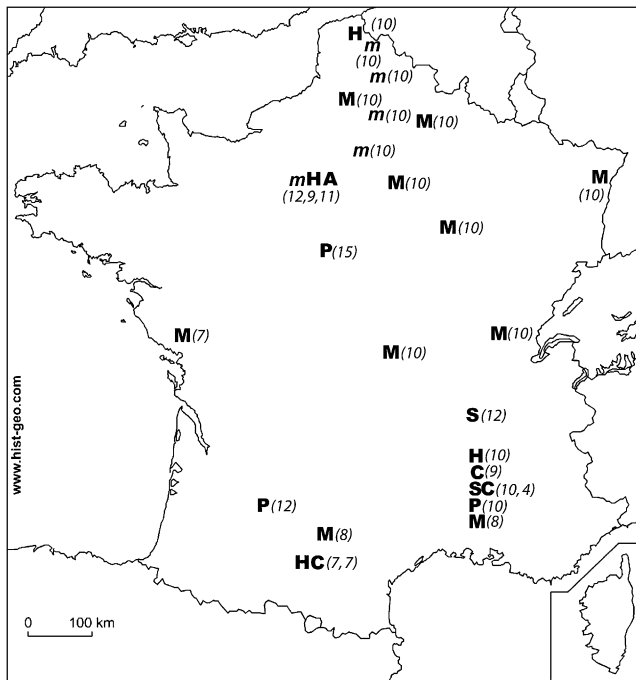 H (10)
m
(10)
m (10)
M (10)
m (10)
M (10)
m (10)
mHA
(12,9,11)
M (10)
M
(10)
M (10)
P (15)
M (7)
M (10)
M (10)
S (12)
H (10)
C (9)
SC (10, 4)
P (10)
P (12)
M (8)
M (8)
HC (7, 7)
www.hist-geo.com
0 100 km